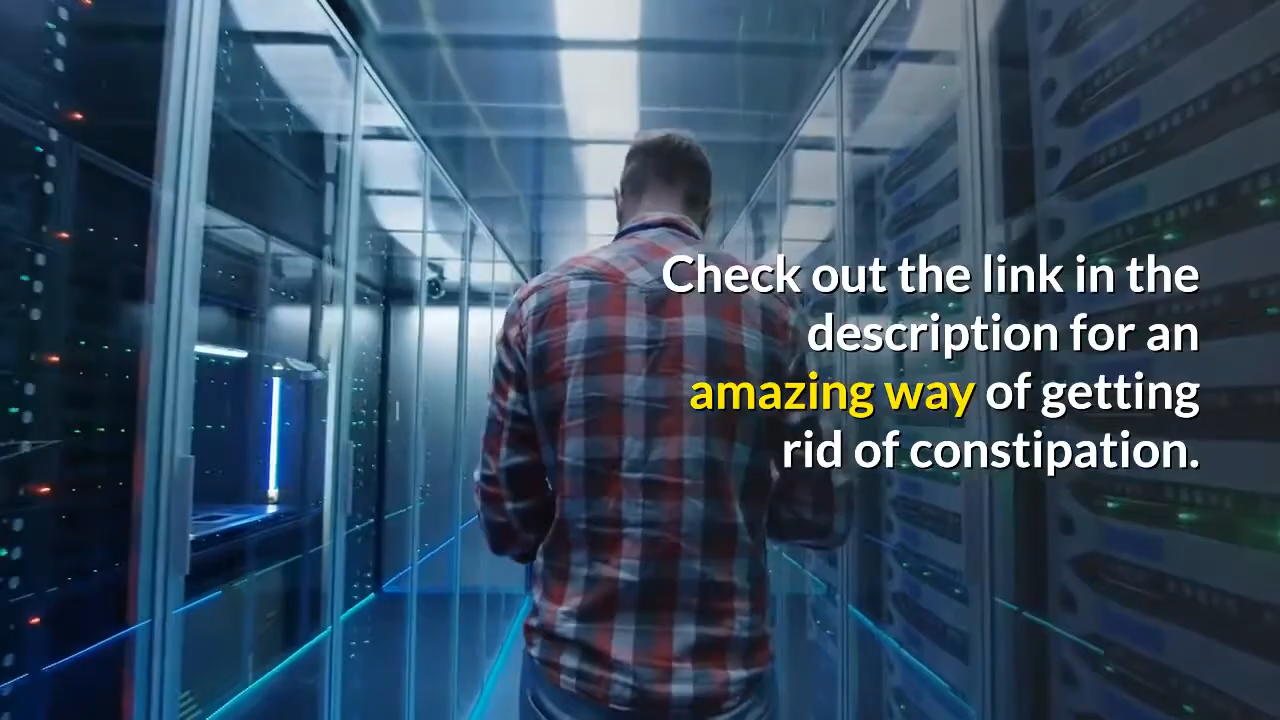 Check out the link in the
description for an
amazing way of getting
rid of constipation.